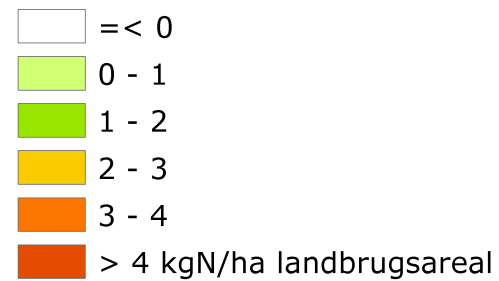 =< 0
0 - 1
1 - 2
2 - 3
3 - 4
> 4 kgN/ha landbrugsareal